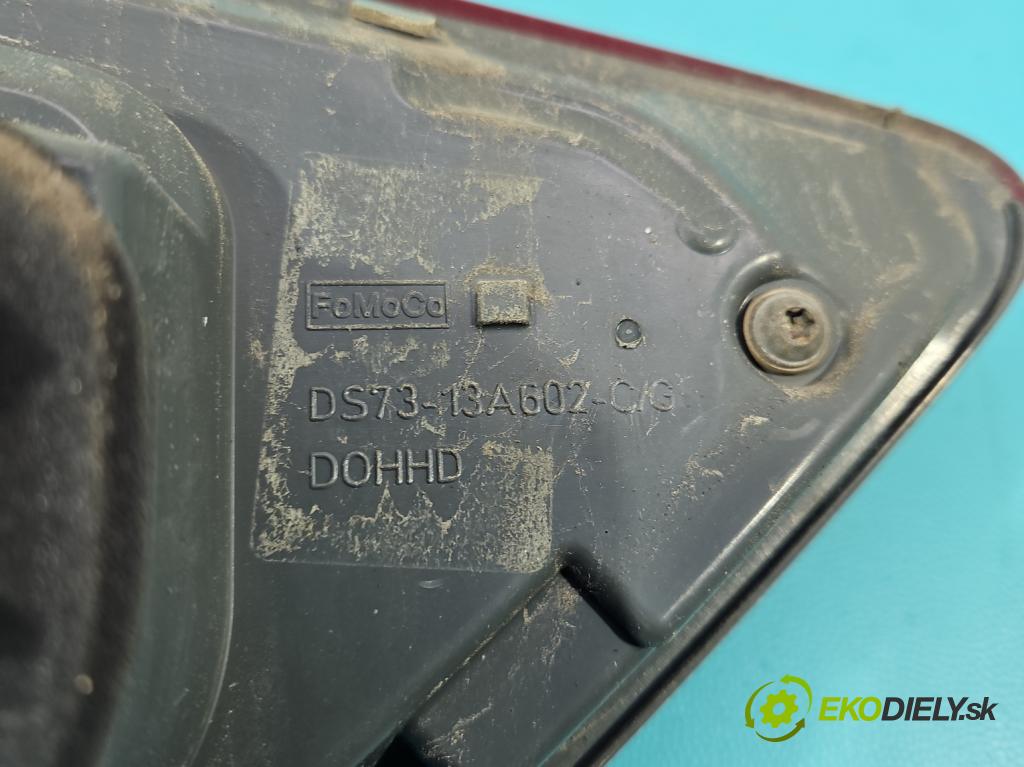 FoMoCo
DS73-13A602-C/G
DOHHD
EKODIELY.sk